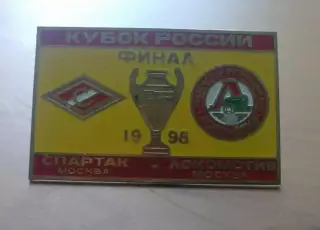 КУБОК РОССИИ
ФИНАЛ
19 98
СПАРТАК - ЛОКОМОТИВ
МОСКВА МОСКВА